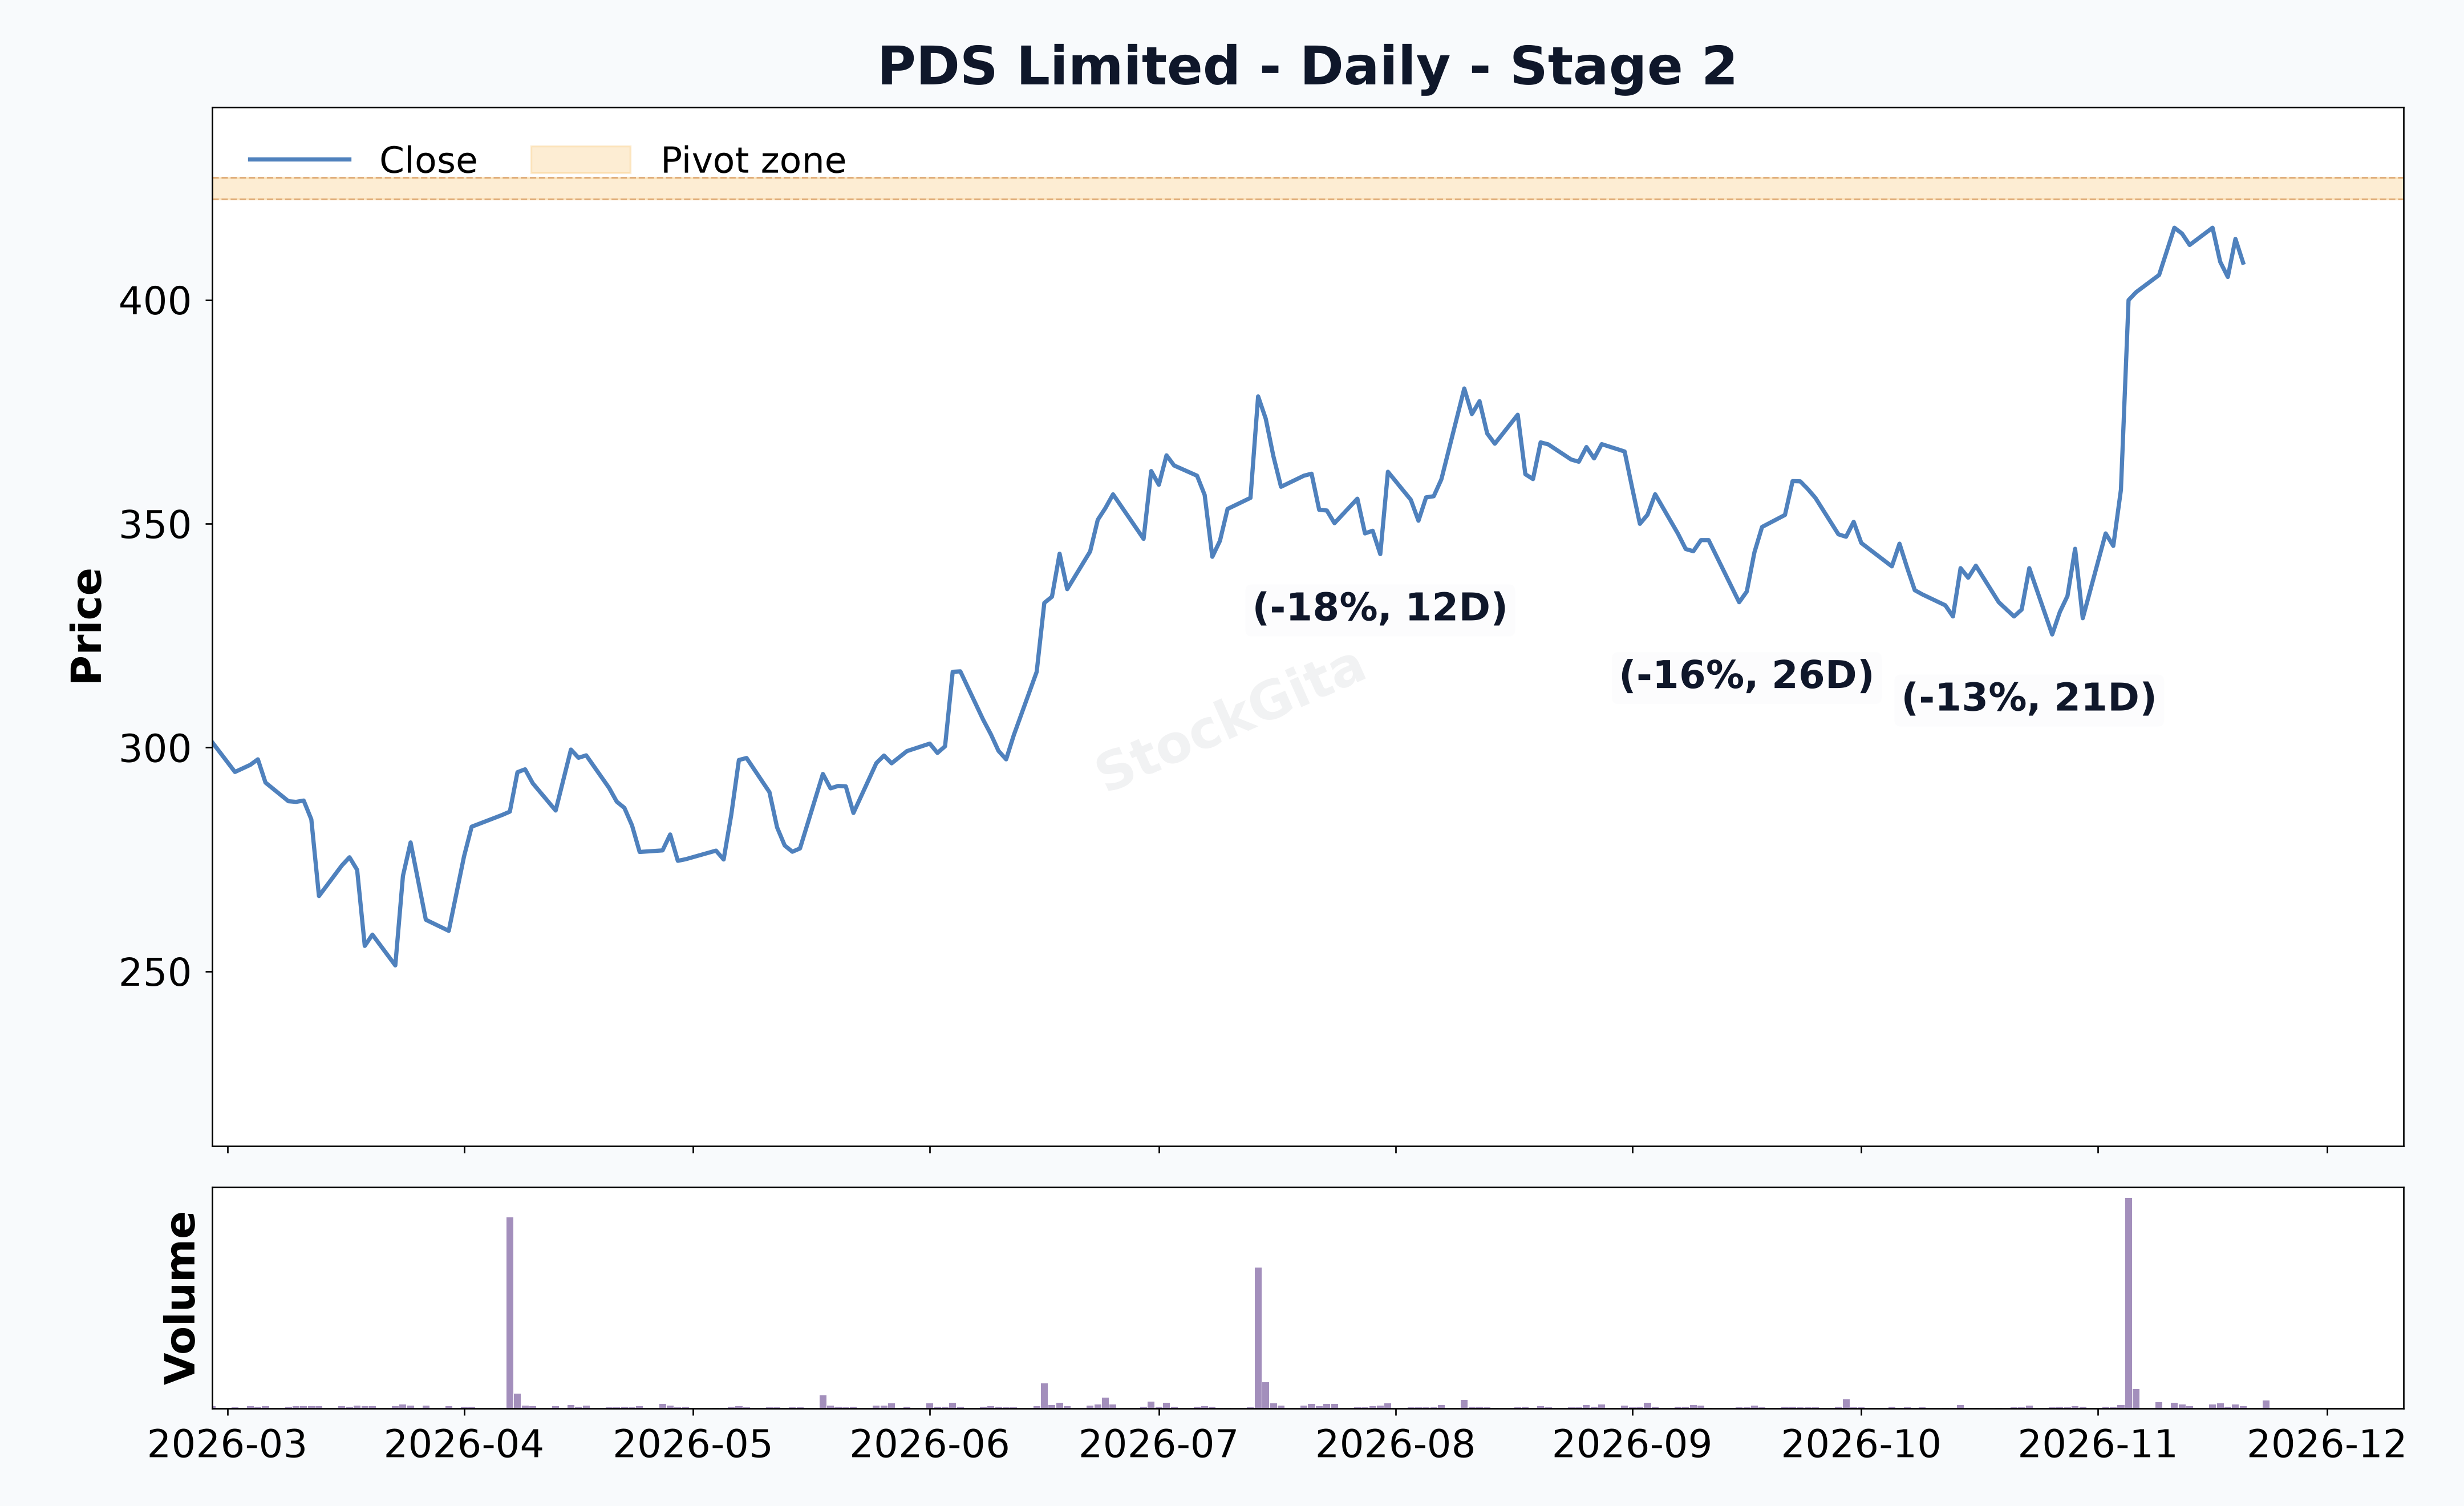 PDS Limited - Daily - Stage 2
Close
Pivot zone
400
350
300
250
Price
(-18%, 12D)
(-16%, 26D)
(-13%, 21D)
StockGita
Volume
2026-03
2026-04
2026-05
2026-06
2026-07
2026-08
2026-09
2026-10
2026-11
2026-12